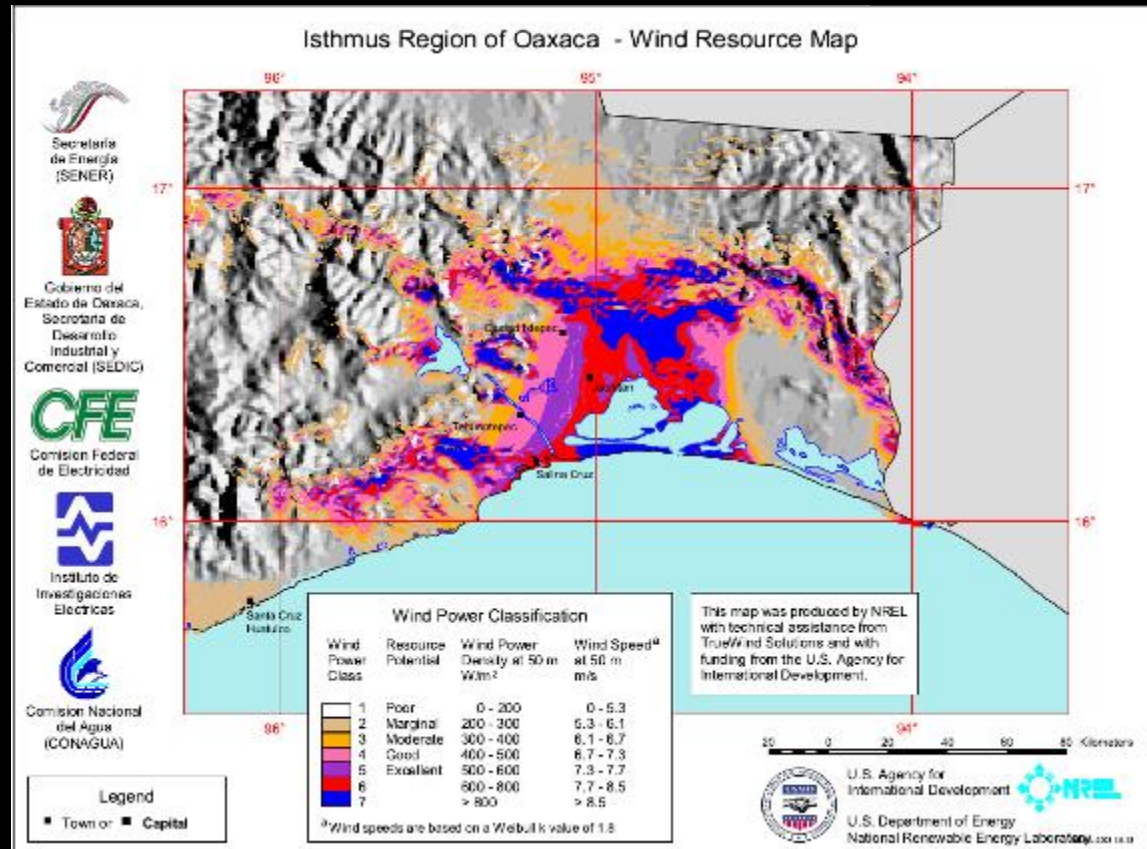 Isthmus Region of Oaxaca - Wind Resource Map
Secretaría
de Energía
(SENER)
Gobierno del
Estado de Oaxaca,
Secretaria de
Desarrollo
Industrial y
Comercial (SEDIC)
CFE
Comision Federal
de Electricidad
Instituto de
Investigaciones
Electricas
Comision Nacional
del Agua
(CONAGUA)
Legend
Town or Capital
96° 95° 94°
17° 17°
Ciudad Ixtepec
Tehuantepec
Salina Cruz
16° 16°
Santa Cruz
Huatulco
96° 94°
Wind Power Classification
Wind Power Class Resource Potential Wind Power Density at 50 m W/m² Wind Speed a at 50 m m/s
1 Poor 0 - 200 0 - 5.3
2 Marginal 200 - 300 5.3 - 6.1
3 Moderate 300 - 400 6.1 - 6.7
4 Good 400 - 500 6.7 - 7.3
5 Excellent 500 - 600 7.3 - 7.7
6 600 - 800 7.7 - 8.5
7 > 800 > 8.5
a Wind speeds are based on a Weibull k value of 1.8
This map was produced by NREL
with technical assistance from
TrueWind Solutions and with
funding from the U.S. Agency for
International Development.
20 0 20 40 60 80 Kilometers
U.S. Agency for
International Development
NREL
U.S. Department of Energy
National Renewable Energy Laboratory